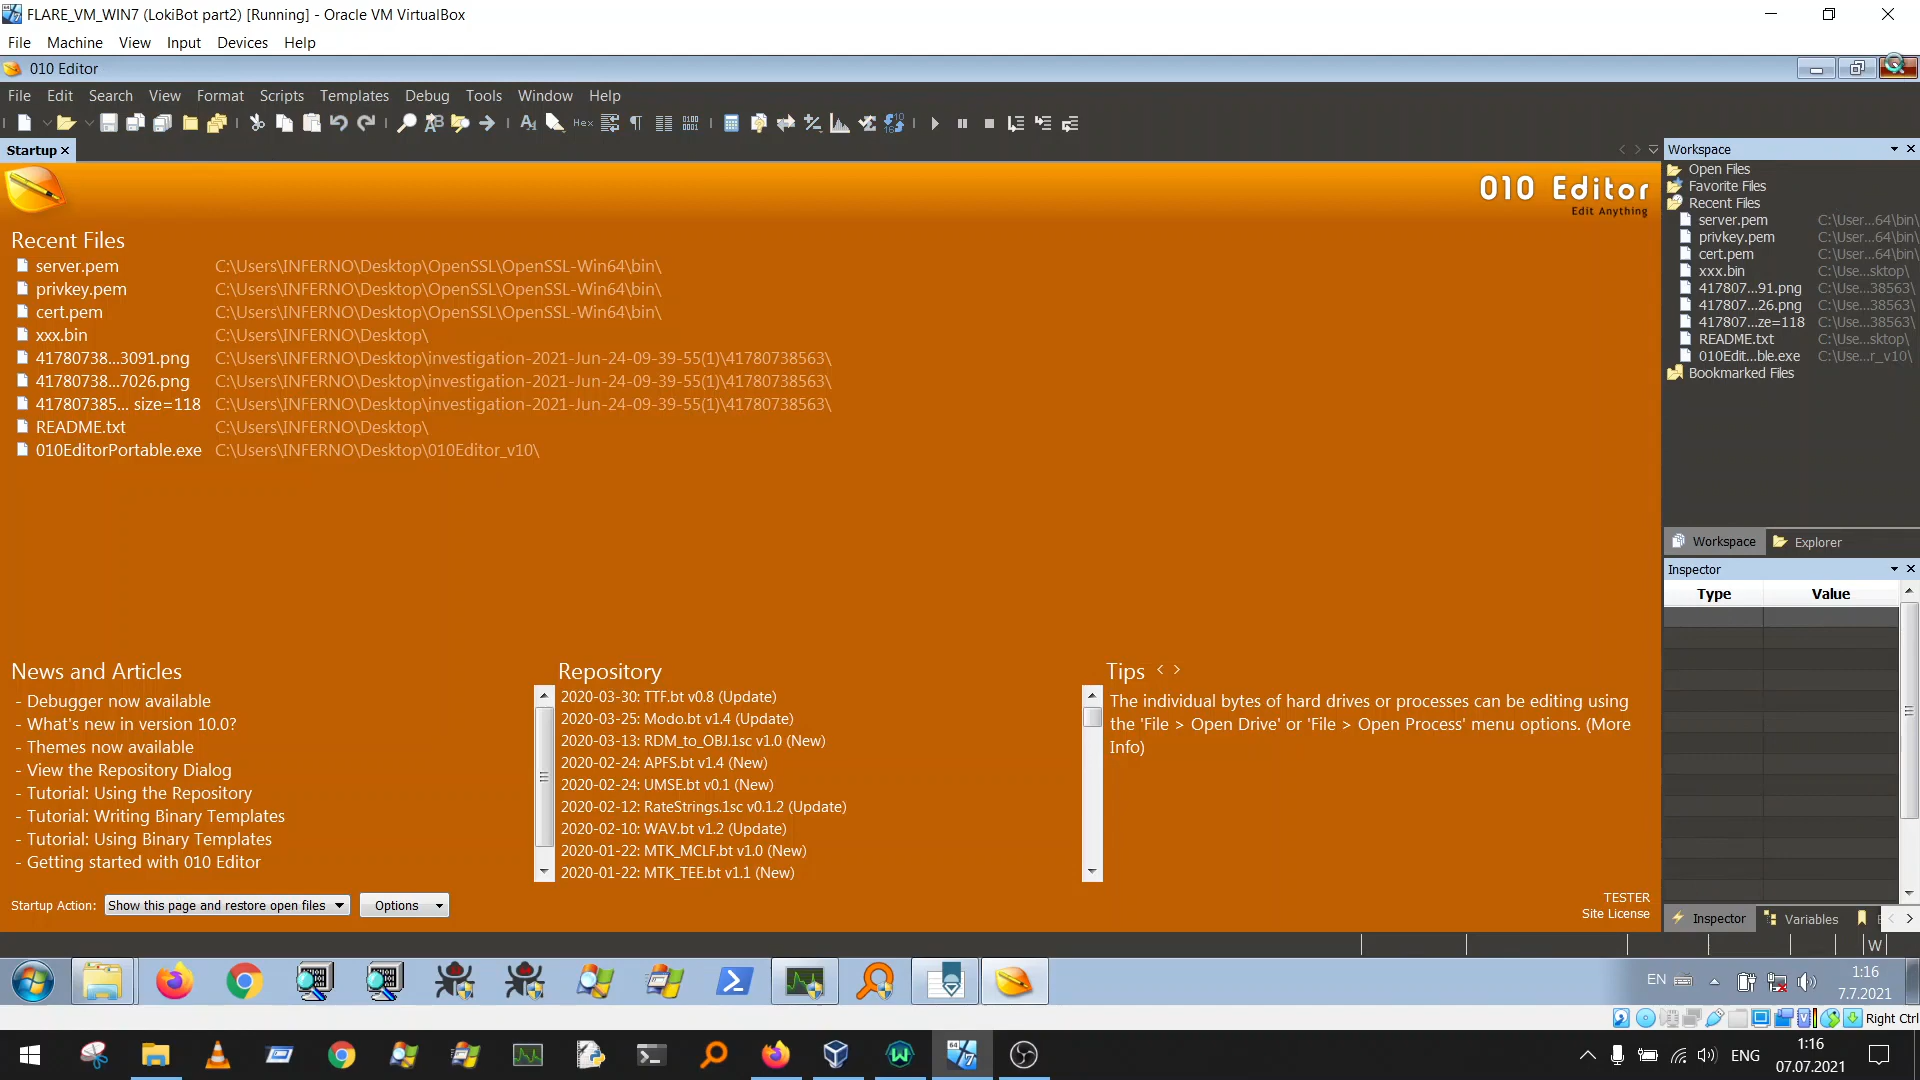 FLARE_VM_WIN7 (LokiBot part2) [Running] - Oracle VM VirtualBox
File Machine View Input Devices Help
010 Editor
File Edit Search View Format Scripts Templates Debug Tools Window Help
Hex
Startup
010 Editor
Edit Anything
Recent Files
server.pem C:\Users\INFERNO\Desktop\OpenSSL\OpenSSL-Win64\bin\
privkey.pem C:\Users\INFERNO\Desktop\OpenSSL\OpenSSL-Win64\bin\
cert.pem C:\Users\INFERNO\Desktop\OpenSSL\OpenSSL-Win64\bin\
xxx.bin C:\Users\INFERNO\Desktop\
41780738...3091.png C:\Users\INFERNO\Desktop\investigation-2021-Jun-24-09-39-55(1)\41780738563\
41780738...7026.png C:\Users\INFERNO\Desktop\investigation-2021-Jun-24-09-39-55(1)\41780738563\
417807385... size=118 C:\Users\INFERNO\Desktop\investigation-2021-Jun-24-09-39-55(1)\41780738563\
README.txt C:\Users\INFERNO\Desktop\
010EditorPortable.exe C:\Users\INFERNO\Desktop\010Editor_v10\
Workspace
Open Files
Favorite Files
Recent Files
server.pem C:\User...64\bin\
privkey.pem C:\User...64\bin\
cert.pem C:\User...64\bin\
xxx.bin C:\Use...sktop\
417807...91.png C:\Use...38563\
417807...26.png C:\Use...38563\
417807...ze=118 C:\Use...38563\
README.txt C:\Use...sktop\
010Edit...ble.exe C:\Use...r_v10\
Bookmarked Files
Workspace Explorer
Inspector
Type Value
News and Articles
- Debugger now available
- What's new in version 10.0?
- Themes now available
- View the Repository Dialog
- Tutorial: Using the Repository
- Tutorial: Writing Binary Templates
- Tutorial: Using Binary Templates
- Getting started with 010 Editor
Repository
2020-03-30: TTF.bt v0.8 (Update)
2020-03-25: Modo.bt v1.4 (Update)
2020-03-13: RDM_to_OBJ.1sc v1.0 (New)
2020-02-24: APFS.bt v1.4 (New)
2020-02-24: UMSE.bt v0.1 (New)
2020-02-12: RateStrings.1sc v0.1.2 (Update)
2020-02-10: WAV.bt v1.2 (Update)
2020-01-22: MTK_MCLF.bt v1.0 (New)
2020-01-22: MTK_TEE.bt v1.1 (New)
Tips < >
The individual bytes of hard drives or processes can be editing using
the 'File > Open Drive' or 'File > Open Process' menu options. (More
Info)
Startup Action: Show this page and restore open files Options
TESTER
Site License
Inspector Variables
W
EN
1:16
7.7.2021
Right Ctrl
ENG
1:16
07.07.2021